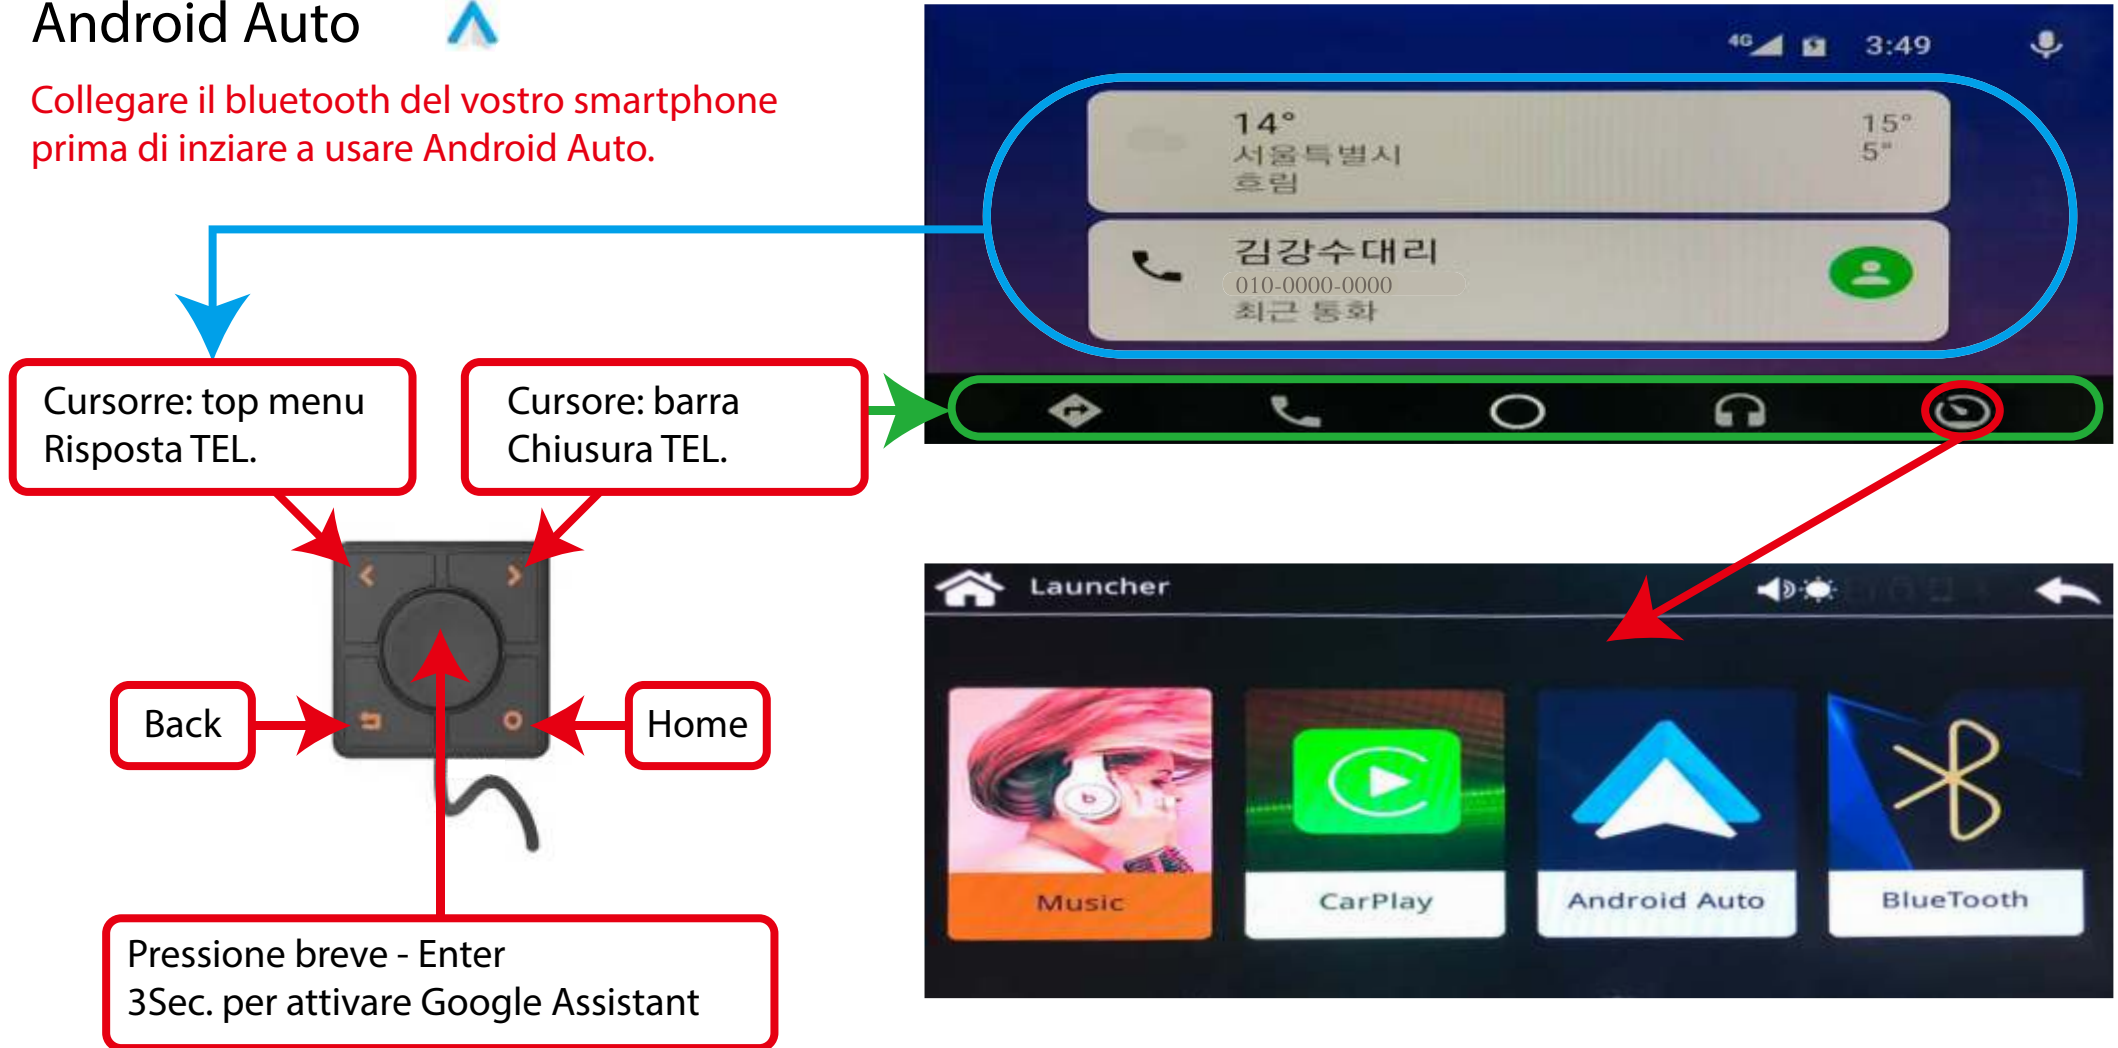 Android Auto
Collegare il bluetooth del vostro smartphone
prima di inziare a usare Android Auto.
4G 3:49
14°
서울특별시
흐림
15°
5°
김강수대리
010-0000-0000
최근 통화
Cursorre: top menu
Risposta TEL.
Cursore: barra
Chiusura TEL.
Back
Home
Pressione breve - Enter
3Sec. per attivare Google Assistant
Launcher
Music
CarPlay
Android Auto
BlueTooth